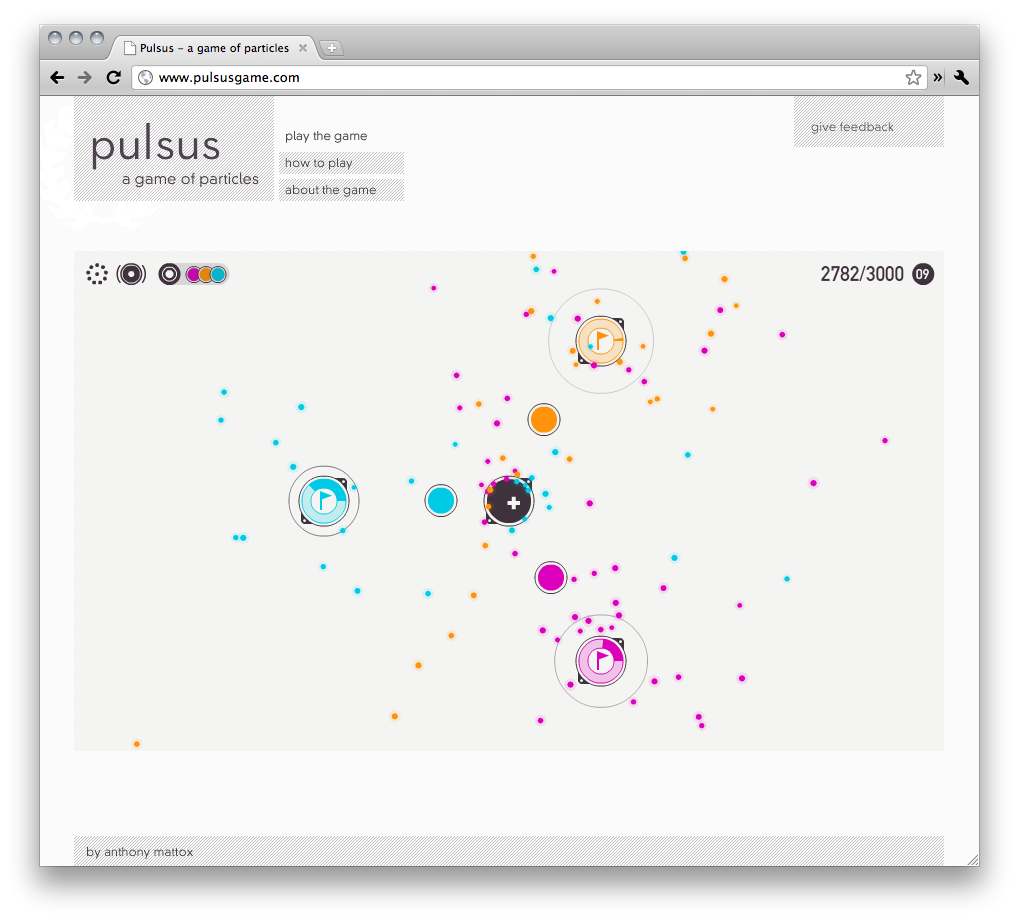 Pulsus – a game of particles
www.pulsusgame.com
pulsus
a game of particles
play the game
how to play
about the game
give feedback
2782/3000 09
by anthony mattox